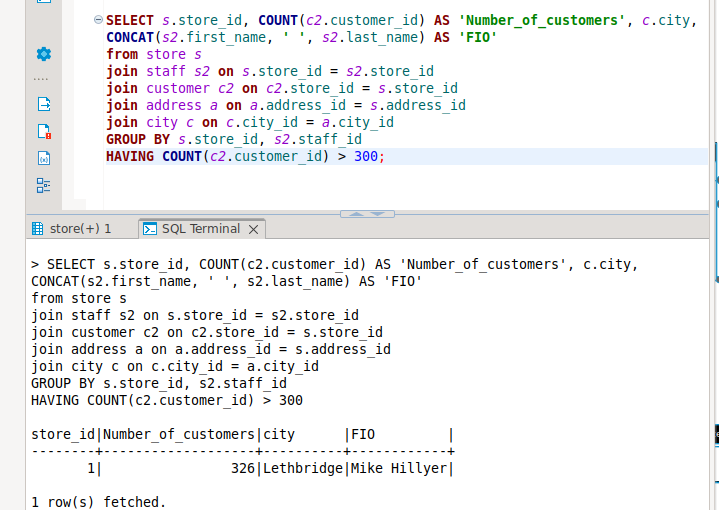 SELECT s.store_id, COUNT(c2.customer_id) AS 'Number_of_customers', c.city,
CONCAT(s2.first_name, ' ', s2.last_name) AS 'FIO'
from store s
join staff s2 on s.store_id = s2.store_id
join customer c2 on c2.store_id = s.store_id
join address a on a.address_id = s.address_id
join city c on c.city_id = a.city_id
GROUP BY s.store_id, s2.staff_id
HAVING COUNT(c2.customer_id) > 300;
store(+) 1 SQL Terminal
> SELECT s.store_id, COUNT(c2.customer_id) AS 'Number_of_customers', c.city,
CONCAT(s2.first_name, ' ', s2.last_name) AS 'FIO'
from store s
join staff s2 on s.store_id = s2.store_id
join customer c2 on c2.store_id = s.store_id
join address a on a.address_id = s.address_id
join city c on c.city_id = a.city_id
GROUP BY s.store_id, s2.staff_id
HAVING COUNT(c2.customer_id) > 300
store_id|Number_of_customers|city      |FIO         |
--------+-------------------+----------+------------+
       1|                326|Lethbridge|Mike Hillyer|
1 row(s) fetched.